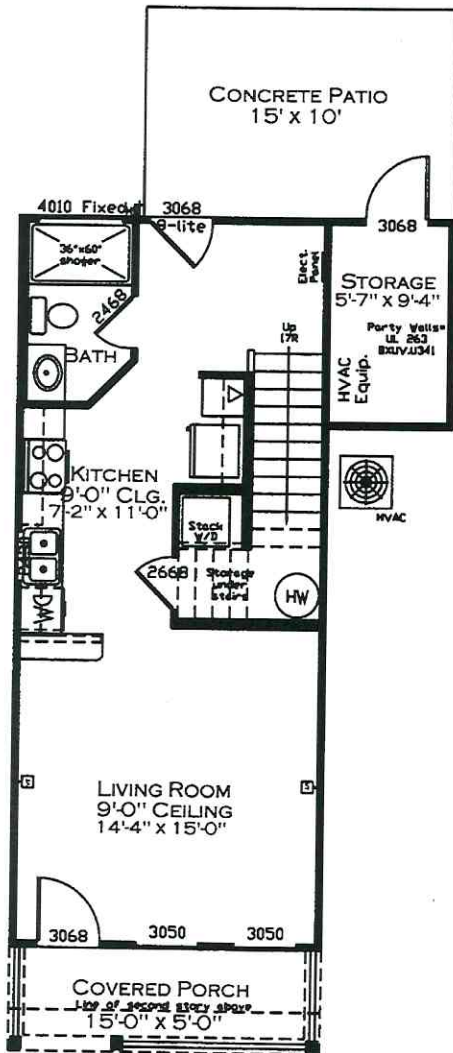 CONCRETE PATIO
15' x 10'
4010 Fixed
3068
9-lite
3068
36"x60"
shower
Elect.
Panel
STORAGE
5'-7" x 9'-4"
2468
Up
17R
Party Walls=
UL 263
BXUV.U341
HVAC
Equip.
BATH
KITCHEN
9'-0" CLG.
7'-2" x 11'-0"
HVAC
Stack
W/D
2668
Storage
under
stairs
HW
DW
S
S
LIVING ROOM
9'-0" CEILING
14'-4" x 15'-0"
3068
3050
3050
COVERED PORCH
Line of second story above
15'-0" x 5'-0"